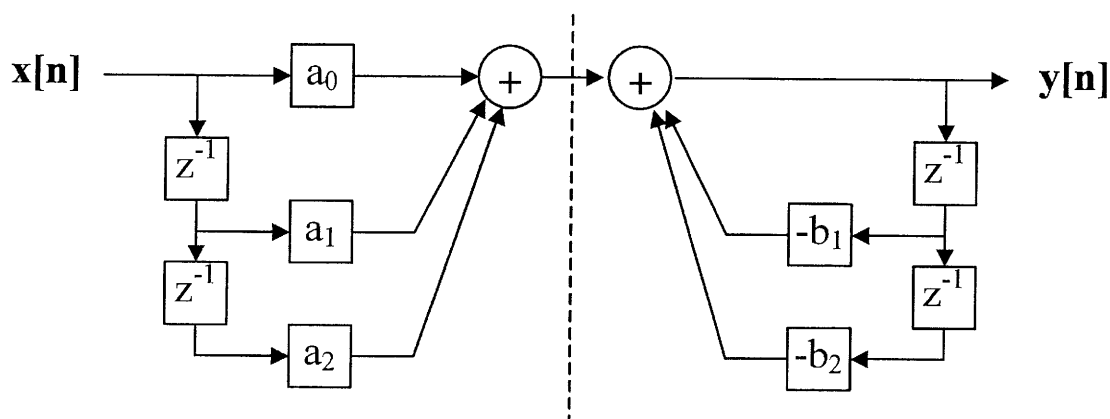 x[n] a₀ + + y[n]
z⁻¹ z⁻¹
a₁ -b₁
z⁻¹ z⁻¹
a₂ -b₂